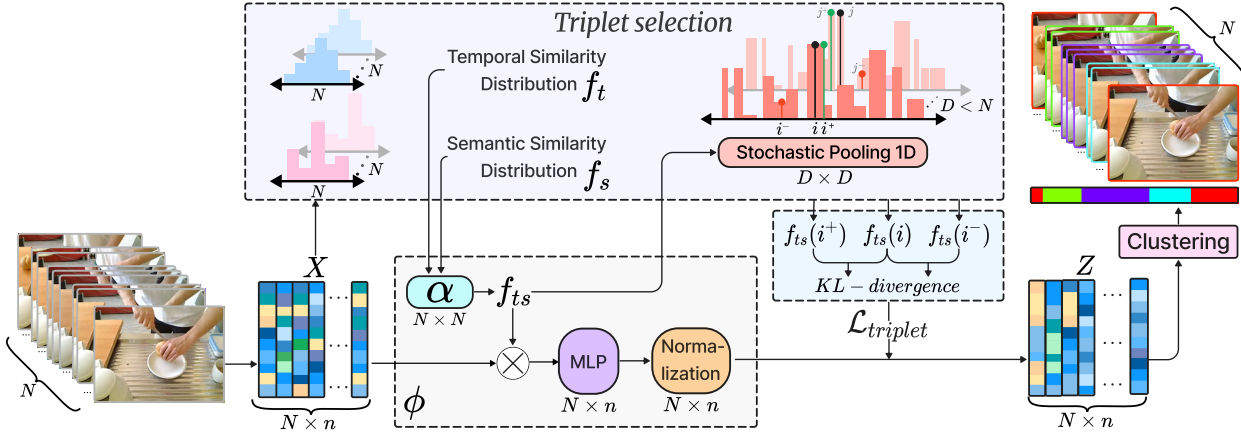 Triplet selection
N
N
N
N
Temporal Similarity
Distribution f_t
Semantic Similarity
Distribution f_s
j⁺ j
j⁻
D < N
i⁻ i i⁺
Stochastic Pooling 1D
D × D
N
...
...
f_ts(i⁺) f_ts(i) f_ts(i⁻)
KL − divergence
L_triplet
Clustering
X
...
...
N × n
N
...
...
α
N × N
f_ts
MLP
N × n
Norma-
lization
N × n
ϕ
Z
...
...
N × n